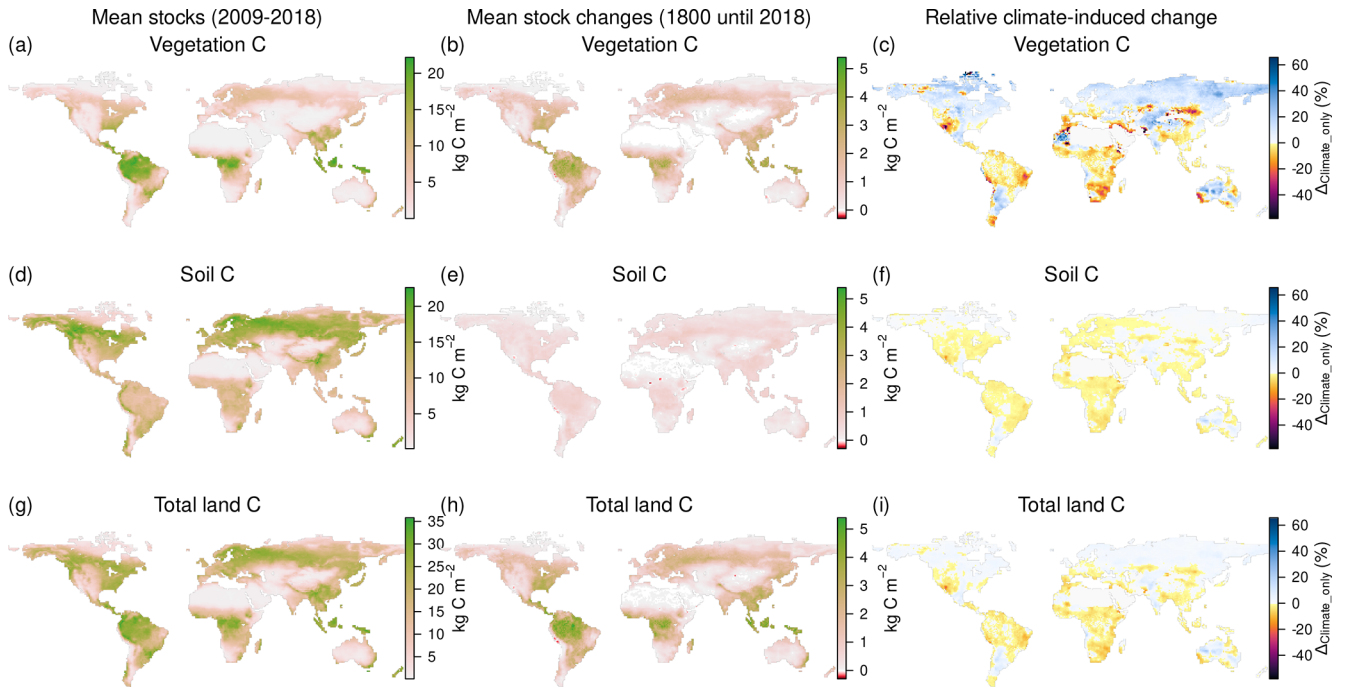 Mean stocks (2009-2018)
Mean stock changes (1800 until 2018)
Relative climate-induced change
(a)
Vegetation C
20
15
10
5
kg C m⁻²
(b)
Vegetation C
5
4
3
2
1
0
kg C m⁻²
(c)
Vegetation C
60
40
20
0
-20
-40
ΔClimate_only (%)
(d)
Soil C
20
15
10
5
kg C m⁻²
(e)
Soil C
5
4
3
2
1
0
kg C m⁻²
(f)
Soil C
60
40
20
0
-20
-40
ΔClimate_only (%)
(g)
Total land C
35
30
25
20
15
10
5
kg C m⁻²
(h)
Total land C
5
4
3
2
1
0
kg C m⁻²
(i)
Total land C
60
40
20
0
-20
-40
ΔClimate_only (%)